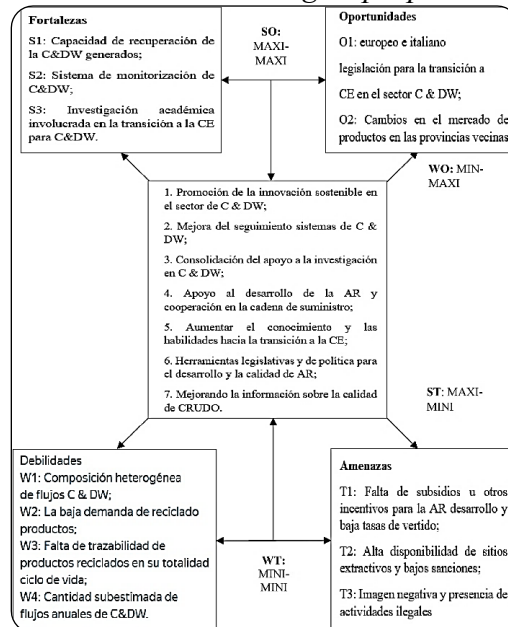 Fortalezas
S1: Capacidad de recuperación de
la C&DW generados;
S2: Sistema de monitorización de
C&DW;
S3: Investigación académica
involucrada en la transición a la CE
para C&DW.
SO:
MAXI-
MAXI
Oportunidades
O1: europeo e italiano
legislación para la transición a
CE en el sector C & DW;
O2: Cambios en el mercado de
productos en las provincias vecinas
WO: MIN-
MAXI
1. Promoción de la innovación sostenible en
el sector de C & DW;
2. Mejora del seguimiento sistemas de C &
DW;
3. Consolidación del apoyo a la investigación
en C & DW;
4. Apoyo al desarrollo de la AR y
cooperación en la cadena de suministro;
5. Aumentar el conocimiento y las
habilidades hacia la transición a la CE;
6. Herramientas legislativas y de política para
el desarrollo y la calidad de AR;
7. Mejorando la información sobre la calidad
de CRUDO.
ST: MAXI-
MINI
Debilidades
W1: Composición heterogénea
de flujos C & DW;
W2: La baja demanda de reciclado
productos;
W3: Falta de trazabilidad de
productos reciclados en su totalidad
ciclo de vida;
W4: Cantidad subestimada de
flujos anuales de C&DW.
WT:
MINI-
MINI
Amenazas
T1: Falta de subsidios u otros
incentivos para la AR desarrollo y
baja tasas de vertido;
T2: Alta disponibilidad de sitios
extractivos y bajos sanciones;
T3: Imagen negativa y presencia de
actividades ilegales